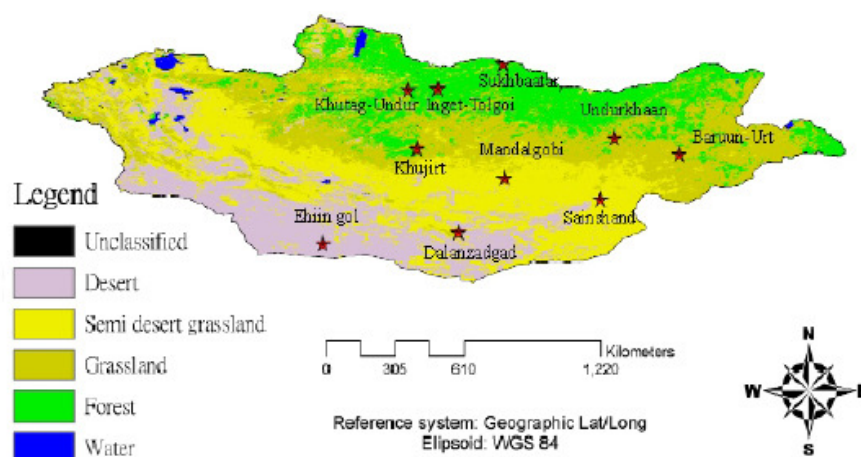 Sukhbaatar
Khutag-Undur Inget-Tolgoi
Undurkhaan
Baruun-Urt
Mandalgobi
Khujirt
Sainshand
Ehiin gol
Dalanzadgad
Legend
Unclassified
Desert
Semi desert grassland
Grassland
Forest
Water
Kilometers
0 305 610 1,220
Reference system: Geographic Lat/Long
Elipsoid: WGS 84
N
W E
S